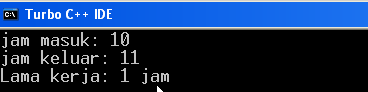 C:\ Turbo C++ IDE
jam masuk: 10
jam keluar: 11
Lama kerja: 1 jam